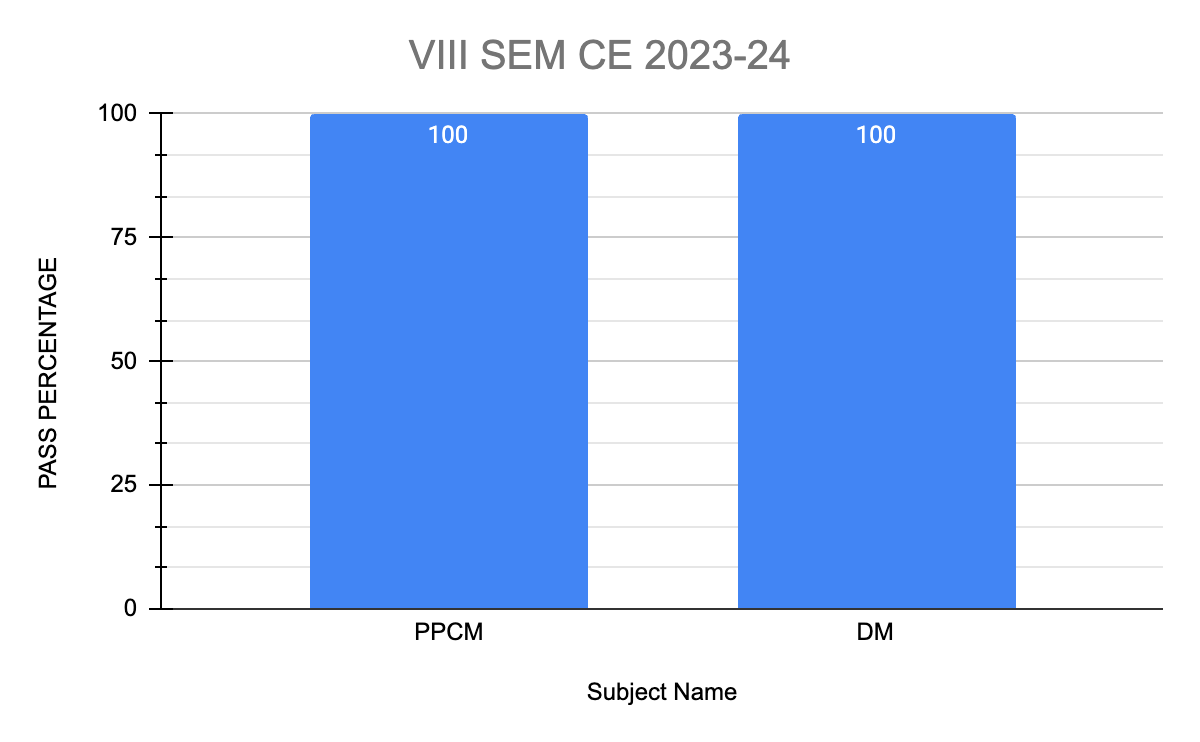 VIII SEM CE 2023-24
PASS PERCENTAGE
100
75
50
25
0
100
100
PPCM
DM
Subject Name